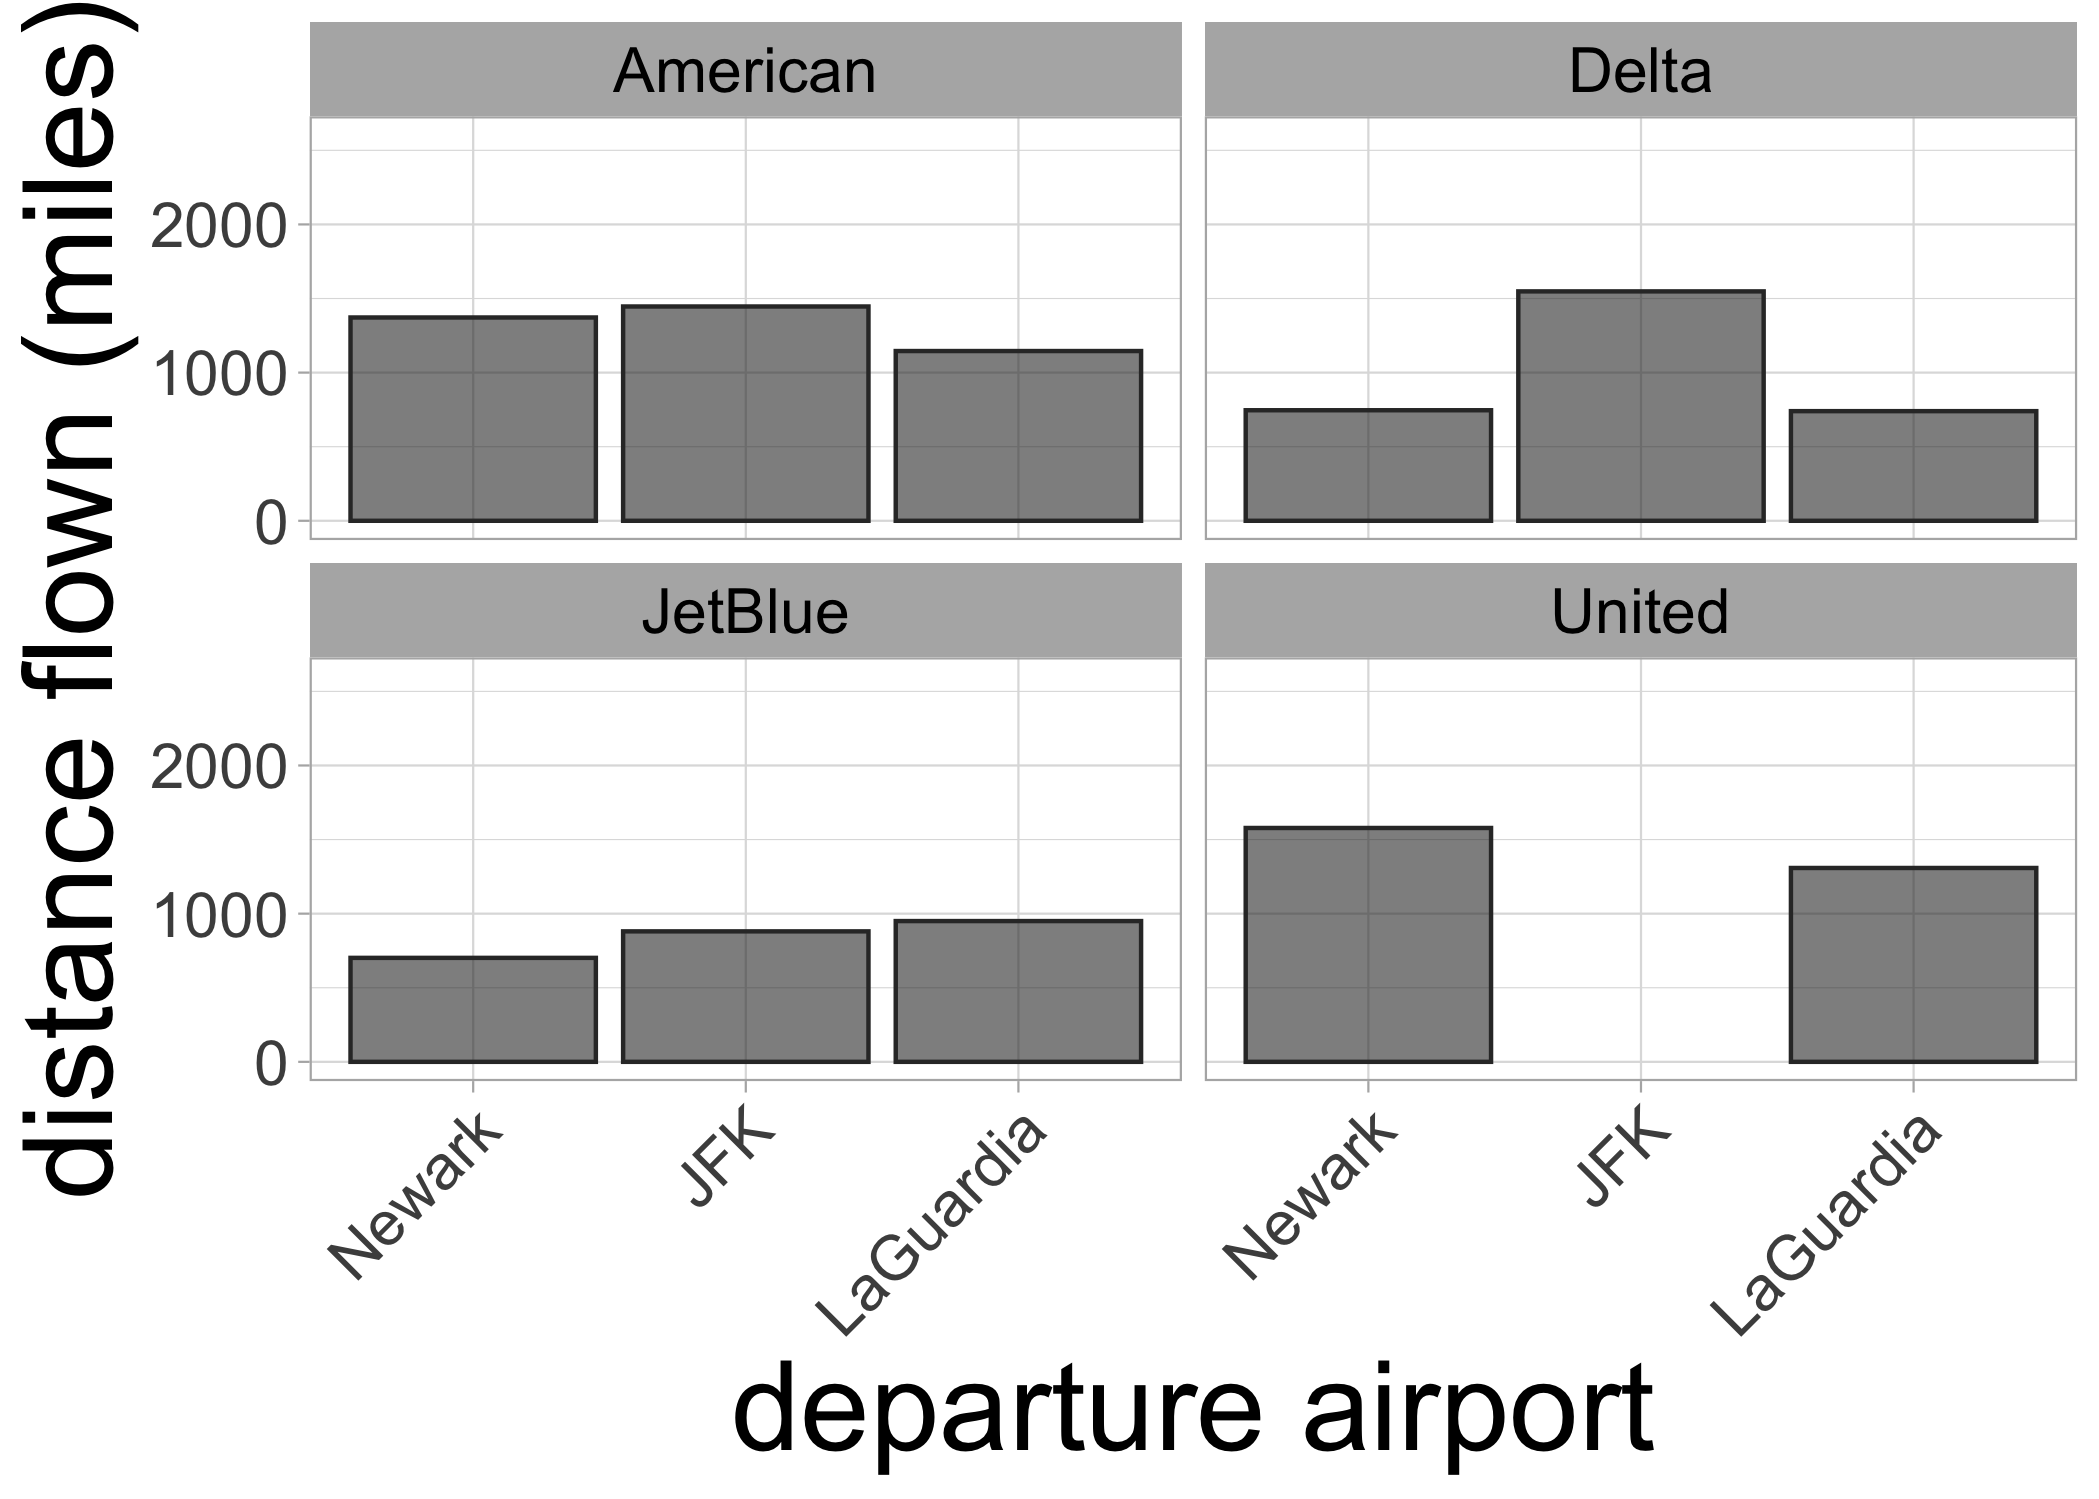 distance flown (miles)
American
Delta
2000
1000
0
JetBlue
United
2000
1000
0
Newark
JFK
LaGuardia
Newark
JFK
LaGuardia
departure airport